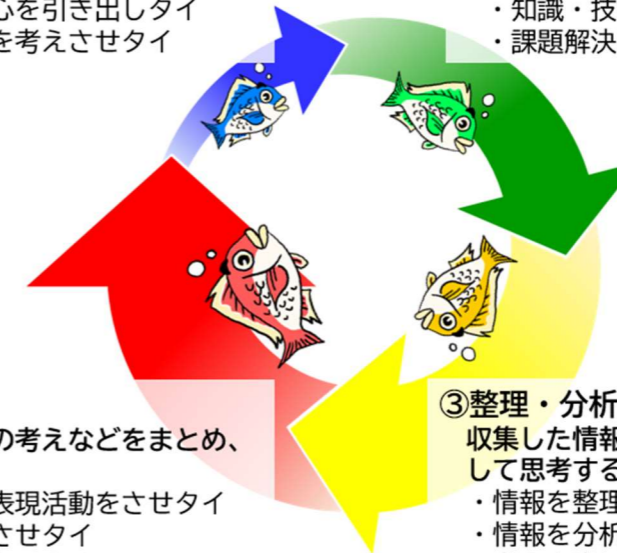 心を引き出しタイ
を考えさせタイ
・知識・技
・課題解決
③整理・分析
収集した情報
して思考する
・情報を整理
・情報を分析
の考えなどをまとめ、
表現活動をさせタイ
させタイ